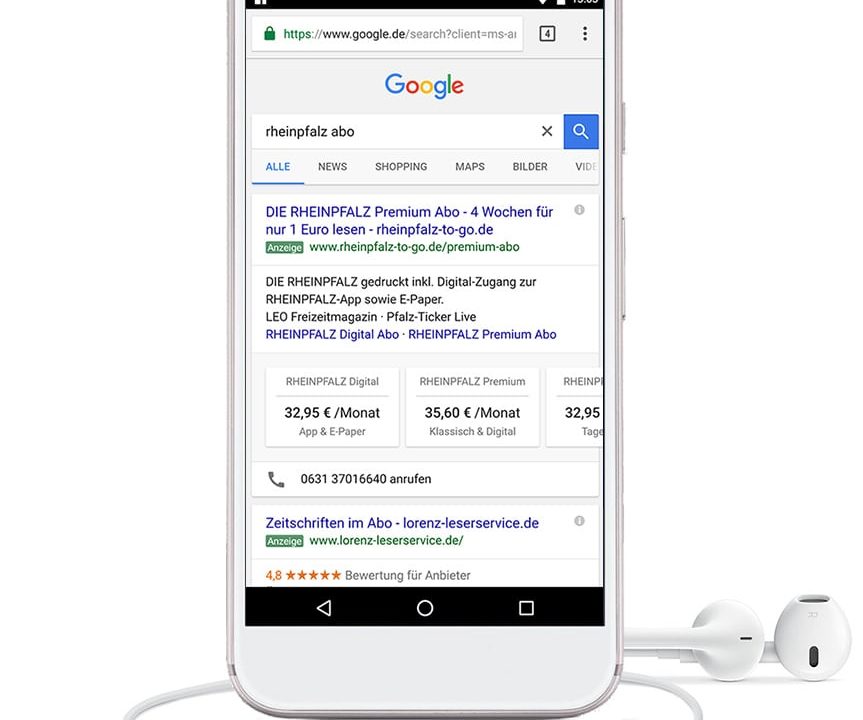 https://www.google.de/search?client=ms-a
4
Google
rheinpfalz abo
ALLE NEWS SHOPPING MAPS BILDER
DIE RHEINPFALZ Premium Abo - 4 Wochen für
nur 1 Euro lesen - rheinpfalz-to-go.de
Anzeige www.rheinpfalz-to-go.de/premium-abo
DIE RHEINPFALZ gedruckt inkl. Digital-Zugang zur
RHEINPFALZ-App sowie E-Paper.
LEO Freizeitmagazin · Pfalz-Ticker Live
RHEINPFALZ Digital Abo · RHEINPFALZ Premium Abo
RHEINPFALZ Digital
32,95 € /Monat
App & E-Paper
RHEINPFALZ Premium
35,60 € /Monat
Klassisch & Digital
RHEINP
32,95
Tage
0631 37016640 anrufen
Zeitschriften im Abo - lorenz-leserservice.de
Anzeige www.lorenz-leserservice.de/
4,8 ★★★★★ Bewertung für Anbieter